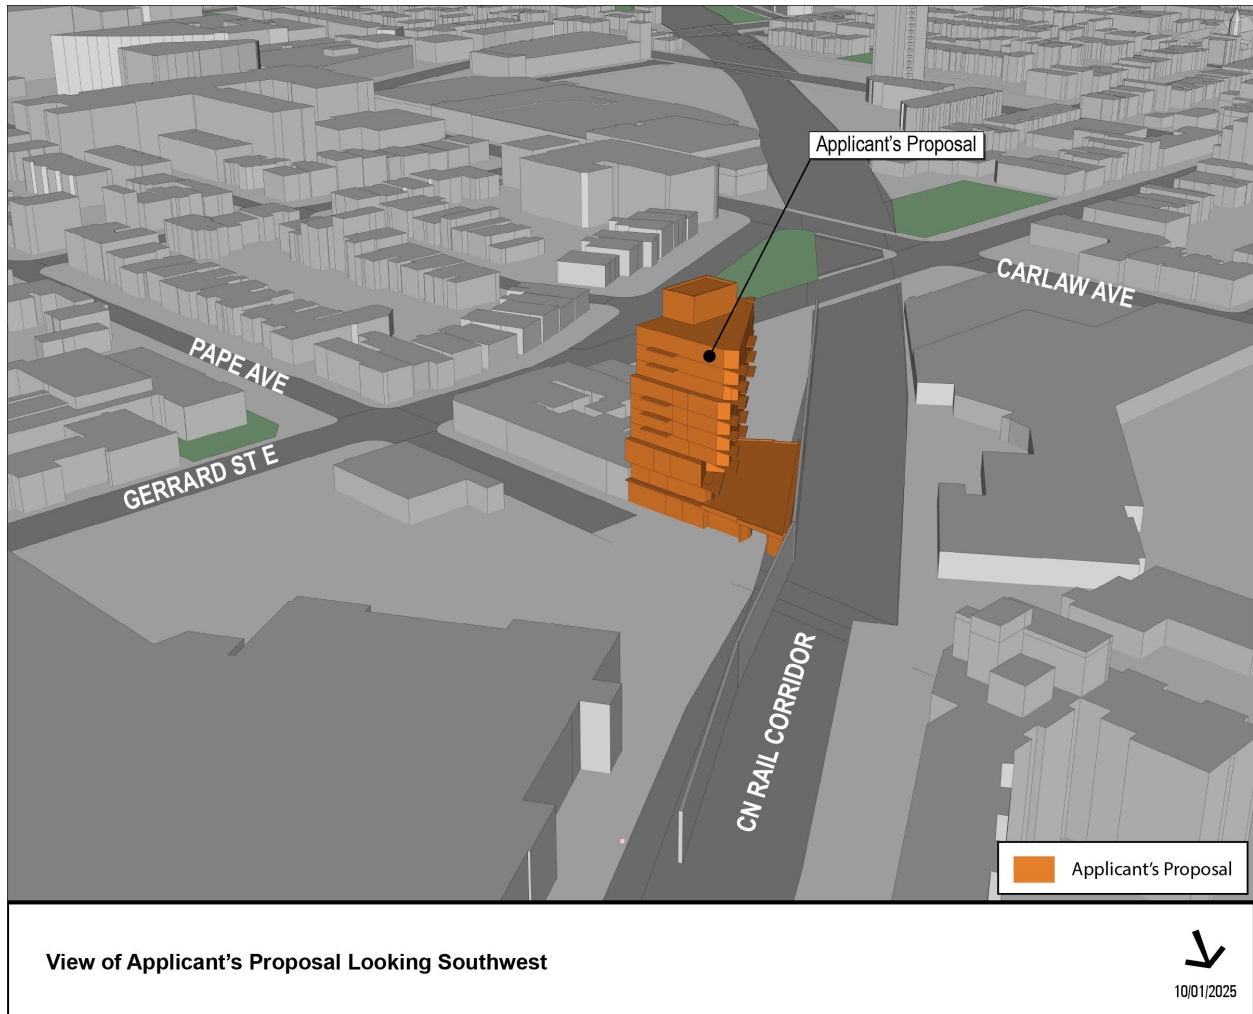 Applicant's Proposal
CARLAW AVE
PAPE AVE
GERRARD ST E
CN RAIL CORRIDOR
Applicant's Proposal
View of Applicant's Proposal Looking Southwest
10/01/2025